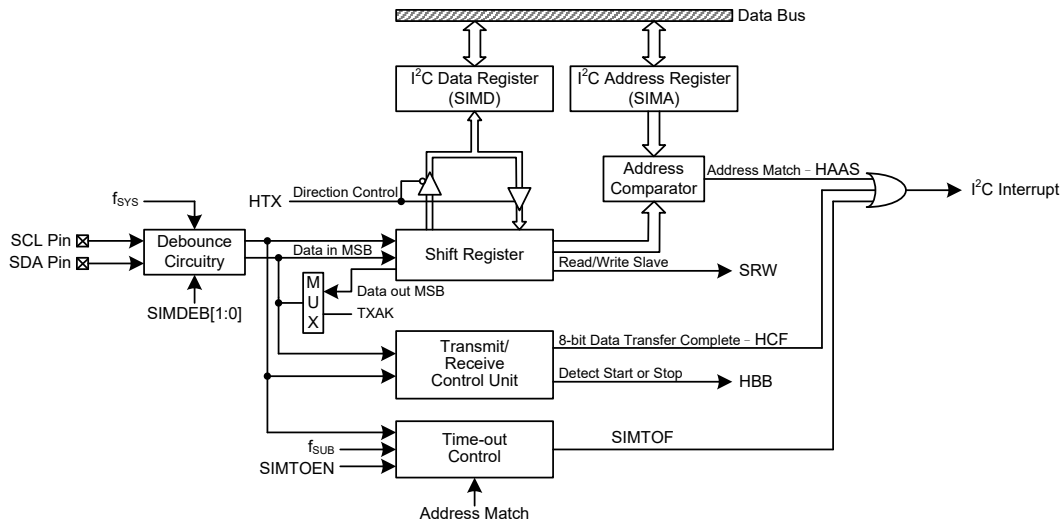 Data Bus
I²C Data Register
(SIMD)
I²C Address Register
(SIMA)
Address
Comparator
Address Match - HAAS
I²C Interrupt
HTX
Direction Control
fSYS
SCL Pin
SDA Pin
Debounce
Circuitry
SIMDEB[1:0]
Data in MSB
Shift Register
Read/Write Slave
SRW
M
U
X
Data out MSB
TXAK
Transmit/
Receive
Control Unit
8-bit Data Transfer Complete - HCF
Detect Start or Stop
HBB
fSUB
SIMTOEN
Time-out
Control
SIMTOF
Address Match